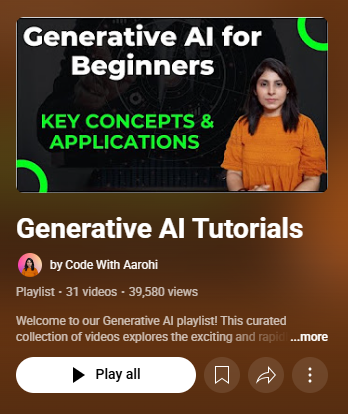 Generative AI for
Beginners
KEY CONCEPTS &
APPLICATIONS
Generative AI Tutorials
by Code With Aarohi
Playlist • 31 videos • 39,580 views
Welcome to our Generative AI playlist! This curated
collection of videos explores the exciting and rapid ...more
Play all